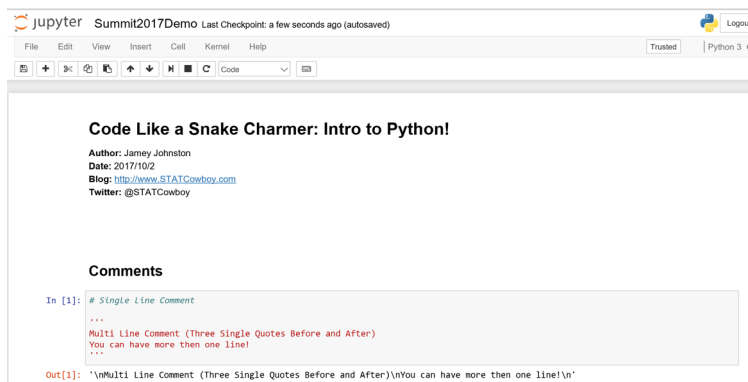 jupyter Summit2017Demo Last Checkpoint: a few seconds ago (autosaved)
Logou
File Edit View Insert Cell Kernel Help
Trusted
Python 3
Code
Code Like a Snake Charmer: Intro to Python!
Author: Jamey Johnston
Date: 2017/10/2
Blog: http://www.STATCowboy.com
Twitter: @STATCowboy
Comments
In [1]: # Single Line Comment
'''
Multi Line Comment (Three Single Quotes Before and After)
You can have more then one line!
'''
Out[1]: '\nMulti Line Comment (Three Single Quotes Before and After)\nYou can have more then one line!\n'